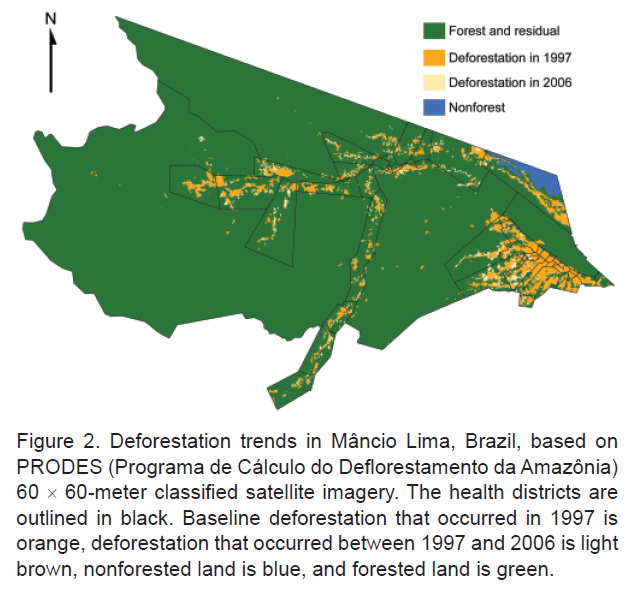 N
Forest and residual
Deforestation in 1997
Deforestation in 2006
Nonforest
Figure 2. Deforestation trends in Mâncio Lima, Brazil, based on
PRODES (Programa de Cálculo do Deflorestamento da Amazônia)
60 × 60-meter classified satellite imagery. The health districts are
outlined in black. Baseline deforestation that occurred in 1997 is
orange, deforestation that occurred between 1997 and 2006 is light
brown, nonforested land is blue, and forested land is green.